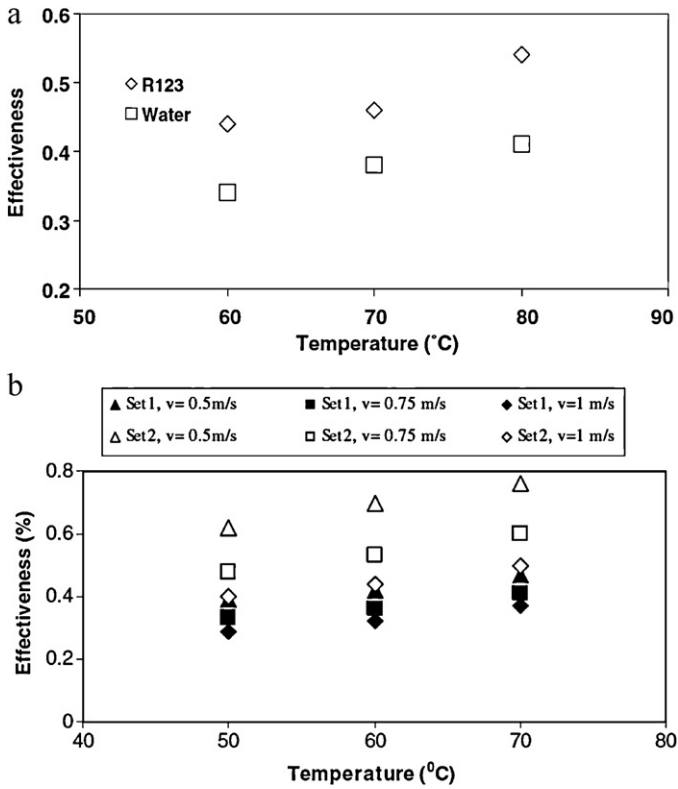 a
0.6
0.5
0.4
0.3
0.2
Effectiveness
R123
Water
50 60 70 80 90
Temperature (˚C)
b
Set1, v= 0.5m/s Set1, v= 0.75 m/s Set1, v=1 m/s
Set2, v= 0.5m/s Set2, v= 0.75 m/s Set2, v=1 m/s
0.8
0.6
0.4
0.2
0
Effectiveness (%)
40 50 60 70 80
Temperature (⁰C)